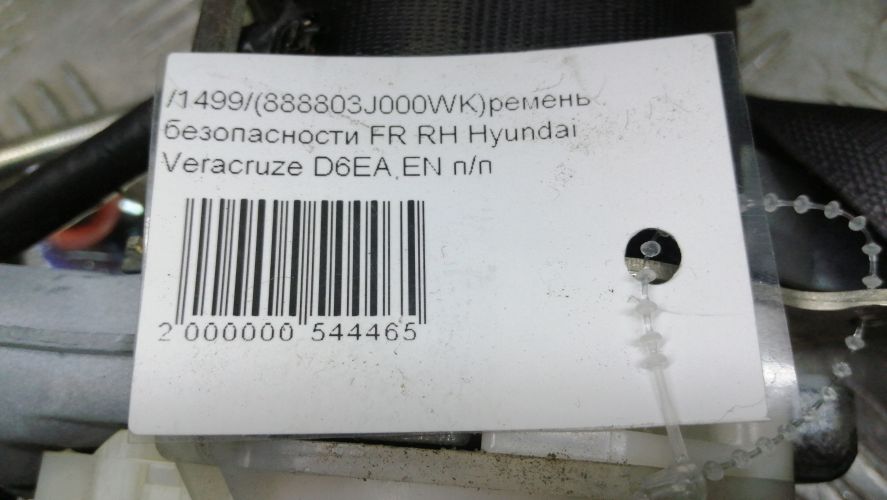 /1499/(888803J000WK)ремень
безопасности FR RH Hyundai
Veracruze D6EA,EN п/п
2 000000 544465